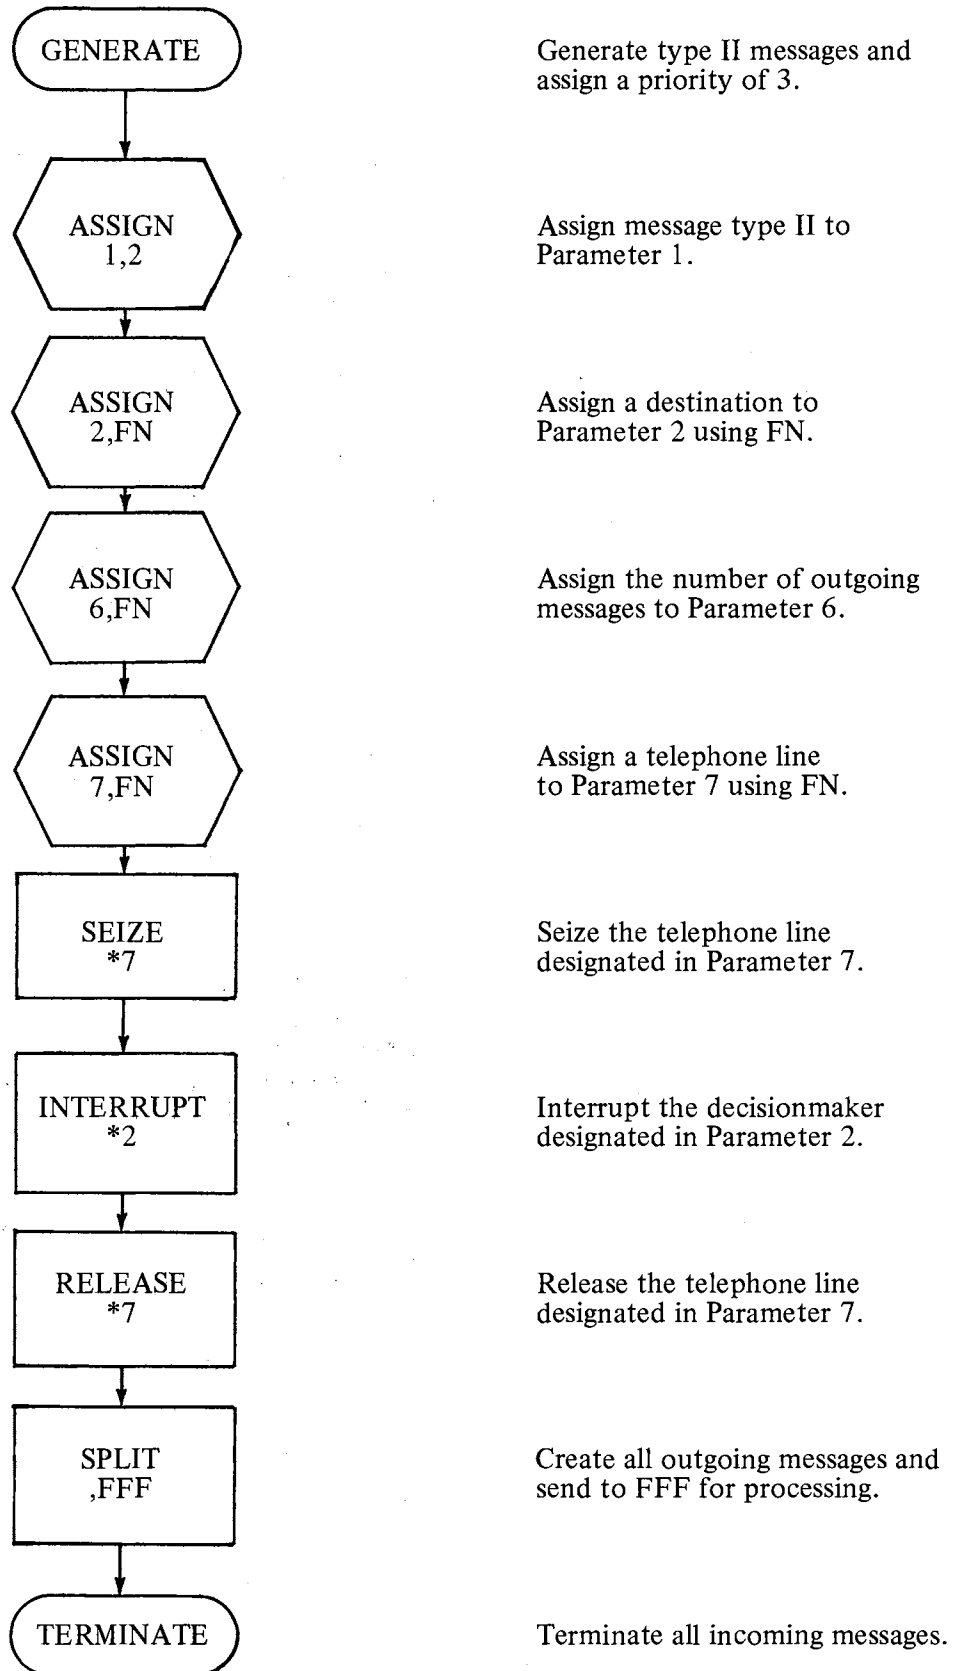 GENERATE
Generate type II messages and
assign a priority of 3.
ASSIGN
1,2
Assign message type II to
Parameter 1.
ASSIGN
2,FN
Assign a destination to
Parameter 2 using FN.
ASSIGN
6,FN
Assign the number of outgoing
messages to Parameter 6.
ASSIGN
7,FN
Assign a telephone line
to Parameter 7 using FN.
SEIZE
*7
Seize the telephone line
designated in Parameter 7.
INTERRUPT
*2
Interrupt the decisionmaker
designated in Parameter 2.
RELEASE
*7
Release the telephone line
designated in Parameter 7.
SPLIT
,FFF
Create all outgoing messages and
send to FFF for processing.
TERMINATE
Terminate all incoming messages.